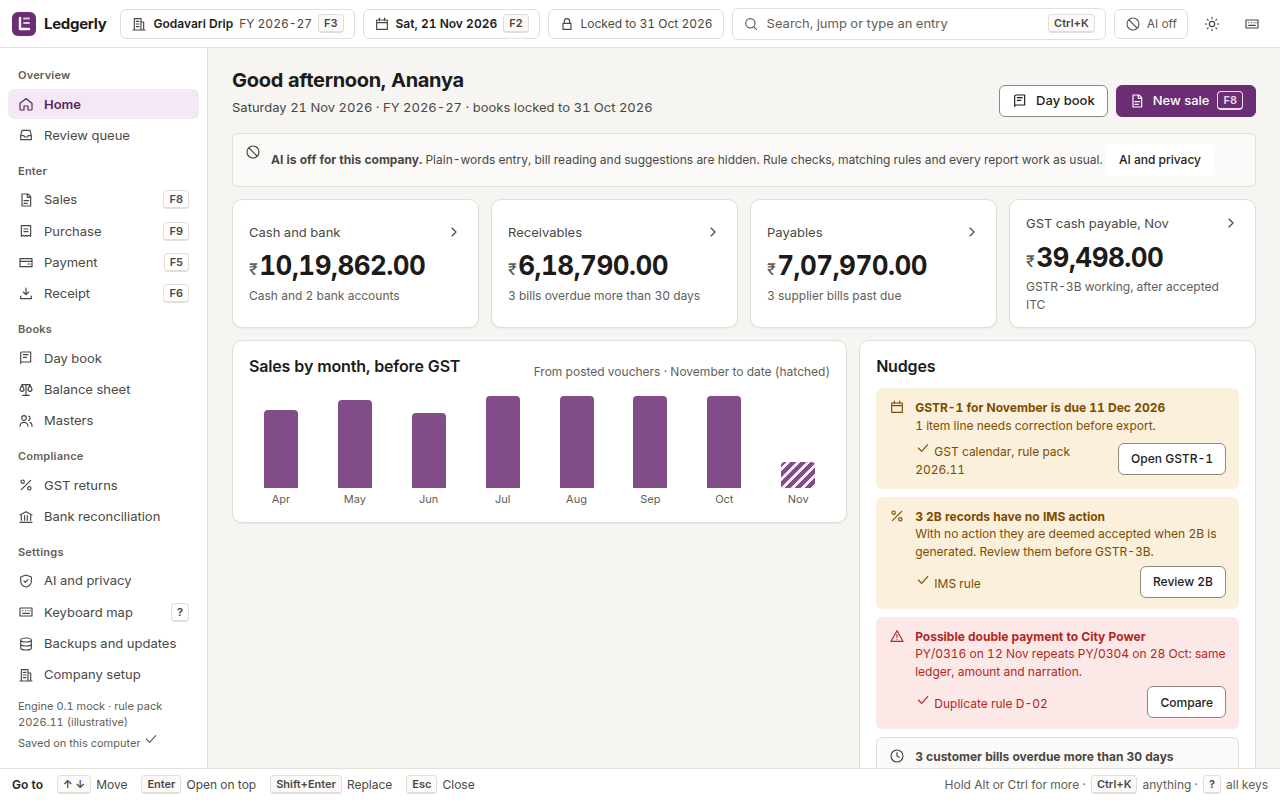 Ledgerly
Godavari Drip FY 2026-27 F3
Sat, 21 Nov 2026 F2
Locked to 31 Oct 2026
Search, jump or type an entry Ctrl+K
AI off
Overview
Home
Review queue
Enter
Sales F8
Purchase F9
Payment F5
Receipt F6
Books
Day book
Balance sheet
Masters
Compliance
GST returns
Bank reconciliation
Settings
AI and privacy
Keyboard map ?
Backups and updates
Company setup
Engine 0.1 mock · rule pack
2026.11 (illustrative)
Saved on this computer
Good afternoon, Ananya
Saturday 21 Nov 2026 · FY 2026-27 · books locked to 31 Oct 2026
Day book
New sale F8
AI is off for this company. Plain-words entry, bill reading and suggestions are hidden. Rule checks, matching rules and every report work as usual. AI and privacy
Cash and bank
₹10,19,862.00
Cash and 2 bank accounts
Receivables
₹6,18,790.00
3 bills overdue more than 30 days
Payables
₹7,07,970.00
3 supplier bills past due
GST cash payable, Nov
₹39,498.00
GSTR-3B working, after accepted
ITC
Sales by month, before GST
From posted vouchers · November to date (hatched)
Apr May Jun Jul Aug Sep Oct Nov
Nudges
GSTR-1 for November is due 11 Dec 2026
1 item line needs correction before export.
GST calendar, rule pack
2026.11
Open GSTR-1
3 2B records have no IMS action
With no action they are deemed accepted when 2B is
generated. Review them before GSTR-3B.
IMS rule
Review 2B
Possible double payment to City Power
PY/0316 on 12 Nov repeats PY/0304 on 28 Oct: same
ledger, amount and narration.
Duplicate rule D-02
Compare
3 customer bills overdue more than 30 days
Go to ↑ ↓ Move Enter Open on top Shift+Enter Replace Esc Close
Hold Alt or Ctrl for more · Ctrl+K anything · ? all keys